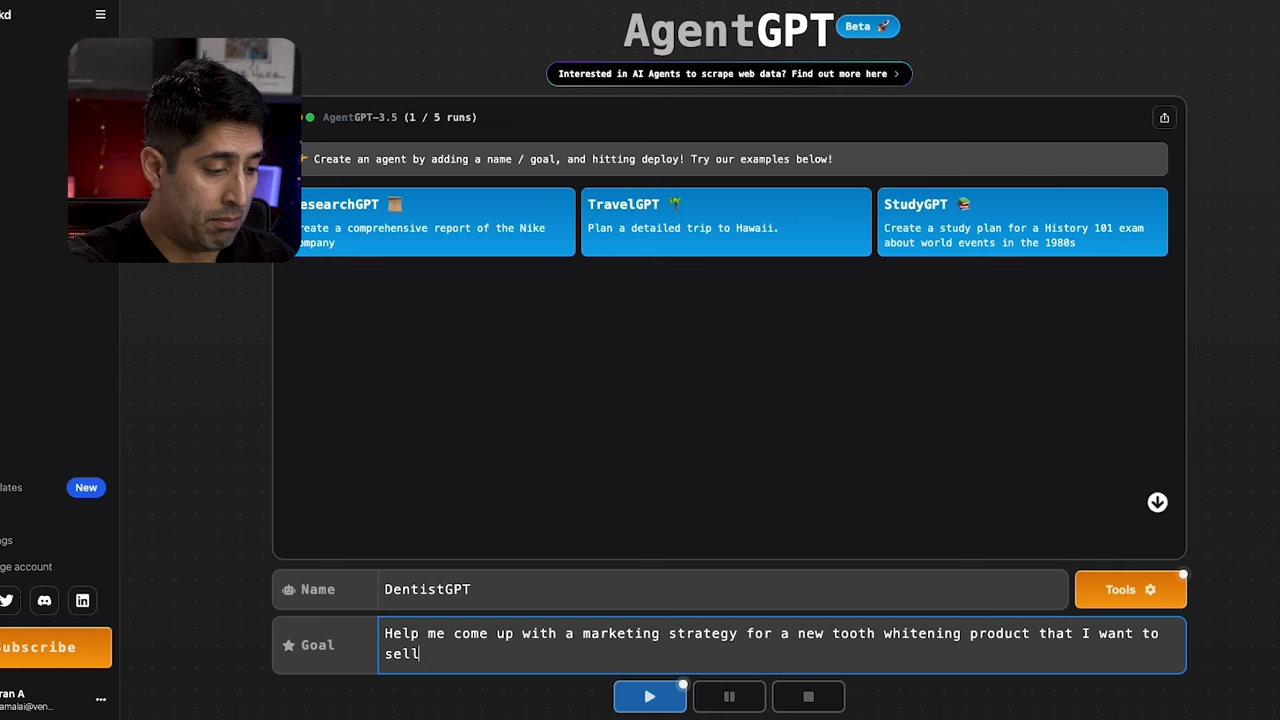 kd
AgentGPT
Beta 🚀
Interested in AI Agents to scrape web data? Find out more here >
AgentGPT-3.5 (1 / 5 runs)
Create an agent by adding a name / goal, and hitting deploy! Try our examples below!
esearchGPT
reate a comprehensive report of the Nike
ompany
TravelGPT 🌴
Plan a detailed trip to Hawaii.
StudyGPT 📚
Create a study plan for a History 101 exam
about world events in the 1980s
lates
New
ngs
ge account
ubscribe
ran A
amalai@ven...
Name
DentistGPT
Tools
Goal
Help me come up with a marketing strategy for a new tooth whitening product that I want to
sell